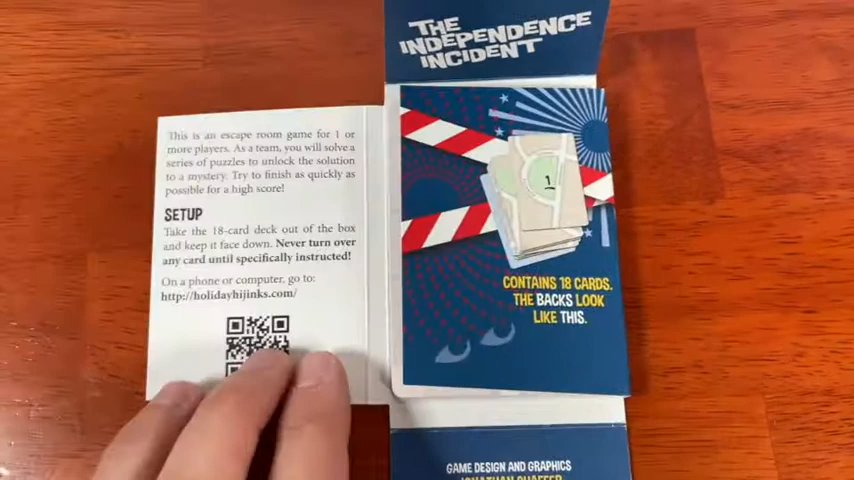 THE
INDEPENDENCE
INCIDENT
This is an escape room game for 1 or
more players. As a team, you will solve a
series of puzzles to unlock the solution
to a mystery. Try to finish as quickly as
possible for a high score!
SETUP
Take the 18-card deck out of the box
and keep it face down. Never turn over
any card until specifically instructed!
On a phone or computer, go to:
http://holidayhijinks.com/
1
CONTAINS 18 CARDS.
THE BACKS LOOK
LIKE THIS.
GAME DESIGN AND GRAPHICS
JONATHAN CHAFFER